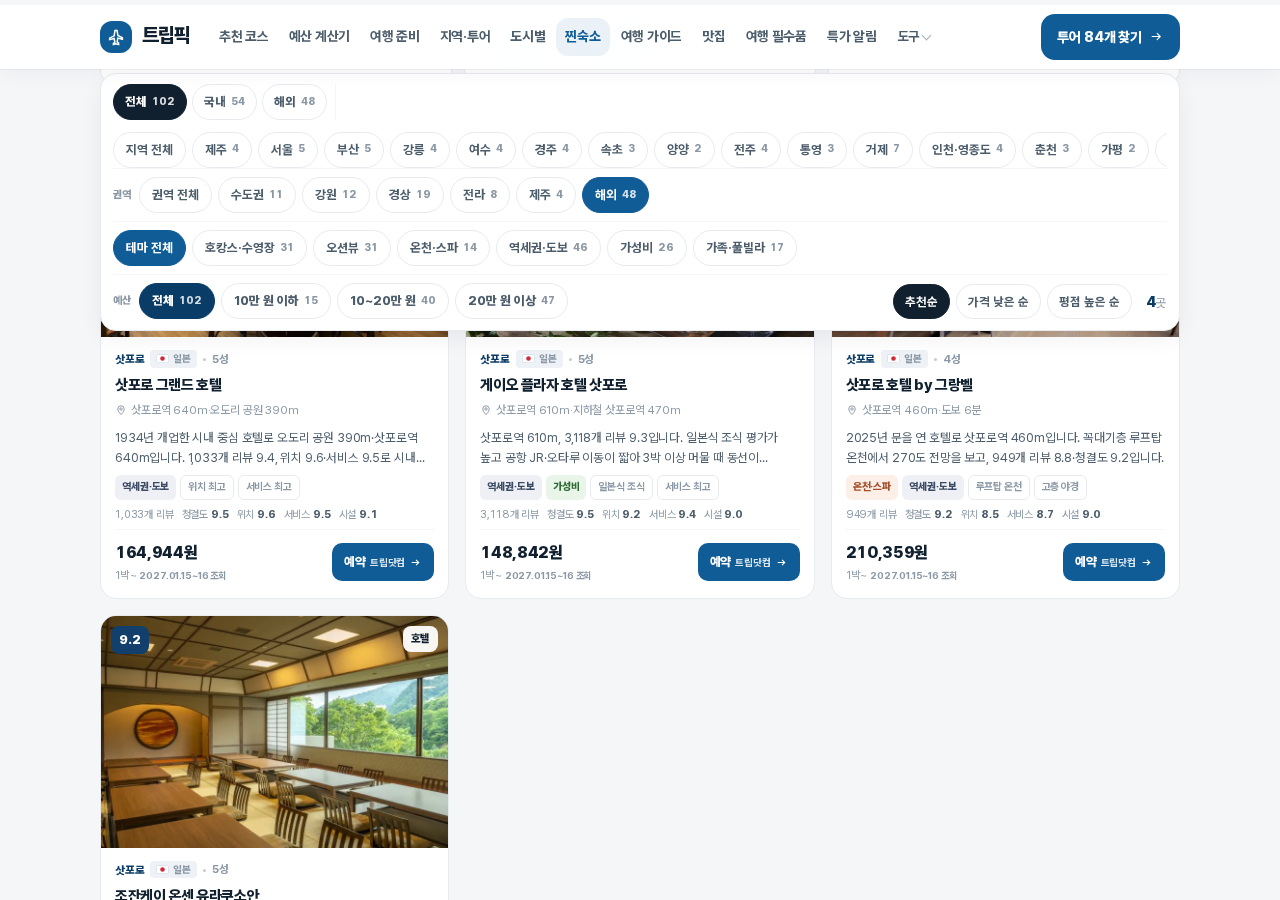 트립픽
추천 코스
예산 계산기
여행 준비
지역·투어
도시별
찐숙소
여행 가이드
맛집
여행 필수품
특가 알림
도구
투어 84개 찾기 →
전체 102
국내 54
해외 48
지역 전체
제주 4
서울 5
부산 5
강릉 4
여수 4
경주 4
속초 3
양양 2
전주 4
통영 3
거제 7
인천·영종도 4
춘천 3
가평 2
권역
권역 전체
수도권 11
강원 12
경상 19
전라 8
제주 4
해외 48
테마 전체
호캉스·수영장 31
오션뷰 31
온천·스파 14
역세권·도보 46
가성비 26
가족·풀빌라 17
예산
전체 102
10만 원 이하 15
10~20만 원 40
20만 원 이상 47
추천순
가격 낮은 순
평점 높은 순
4곳
삿포로 일본 • 5성
삿포로 그랜드 호텔
삿포로역 640m·오도리 공원 390m
1934년 개업한 시내 중심 호텔로 오도리 공원 390m·삿포로역
640m입니다. 1,033개 리뷰 9.4, 위치 9.6·서비스 9.5로 시내...
역세권·도보 위치 최고 서비스 최고
1,033개 리뷰 청결도 9.5 위치 9.6 서비스 9.5 시설 9.1
164,944원
1박~ 2027.01.15~16 조회
예약 트립닷컴 →
삿포로 일본 • 5성
게이오 플라자 호텔 삿포로
삿포로역 610m·지하철 삿포로역 470m
삿포로역 610m, 3,118개 리뷰 9.3입니다. 일본식 조식 평가가
높고 공항 JR·오타루 이동이 짧아 3박 이상 머물 때 동선이...
역세권·도보 가성비 일본식 조식 서비스 최고
3,118개 리뷰 청결도 9.5 위치 9.2 서비스 9.4 시설 9.0
148,842원
1박~ 2027.01.15~16 조회
예약 트립닷컴 →
삿포로 일본 • 4성
삿포로 호텔 by 그랑벨
삿포로역 460m·도보 6분
2025년 문을 연 호텔로 삿포로역 460m입니다. 꼭대기층 루프탑
온천에서 270도 전망을 보고, 949개 리뷰 8.8·청결도 9.2입니다.
온천·스파 역세권·도보 루프탑 온천 고층 야경
949개 리뷰 청결도 9.2 위치 8.5 서비스 8.7 시설 9.0
210,359원
1박~ 2027.01.15~16 조회
예약 트립닷컴 →
9.2
호텔
삿포로 일본 • 5성
조잔케이 온센 유라쿠소안